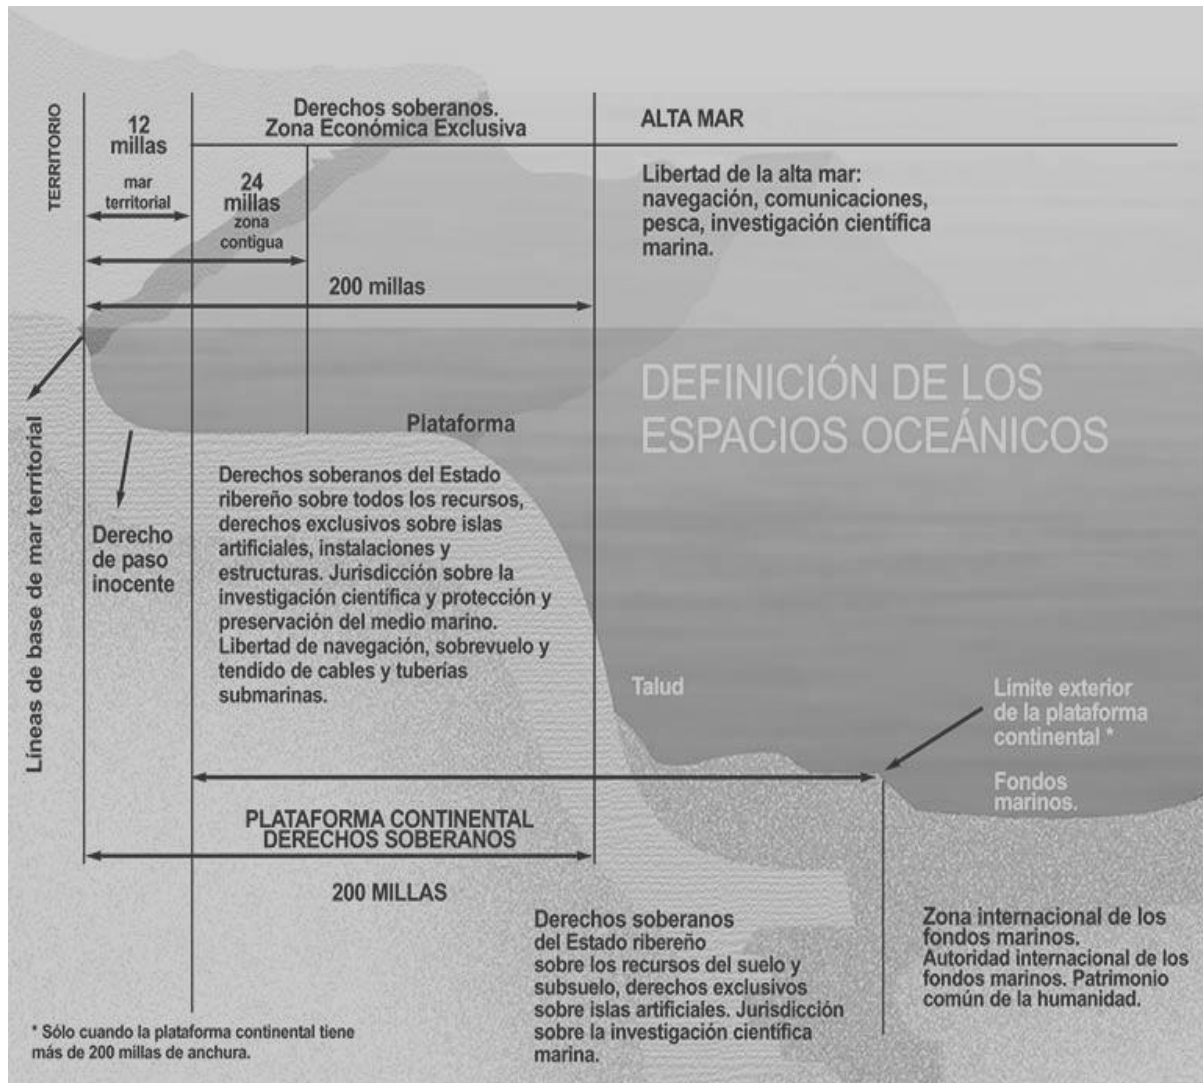 TERRITORIO
12
millas
mar
territorial
Derechos soberanos.
Zona Económica Exclusiva
24
millas
zona
contigua
200 millas
ALTA MAR
Libertad de la alta mar:
navegación, comunicaciones,
pesca, investigación científica
marina.
DEFINICIÓN DE LOS
ESPACIOS OCEÁNICOS
Líneas de base de mar territorial
Derecho
de paso
inocente
Plataforma
Derechos soberanos del Estado
ribereño sobre todos los recursos,
derechos exclusivos sobre islas
artificiales, instalaciones y
estructuras. Jurisdicción sobre la
investigación científica y protección y
preservación del medio marino.
Libertad de navegación, sobrevuelo y
tendido de cables y tuberías
submarinas.
Talud
Límite exterior
de la plataforma
continental *
Fondos
marinos.
PLATAFORMA CONTINENTAL
DERECHOS SOBERANOS
200 MILLAS
Derechos soberanos
del Estado ribereño
sobre los recursos del suelo y
subsuelo, derechos exclusivos
sobre islas artificiales. Jurisdicción
sobre la investigación científica
marina.
Zona internacional de los
fondos marinos.
Autoridad internacional de los
fondos marinos. Patrimonio
común de la humanidad.
* Sólo cuando la plataforma continental tiene
más de 200 millas de anchura.